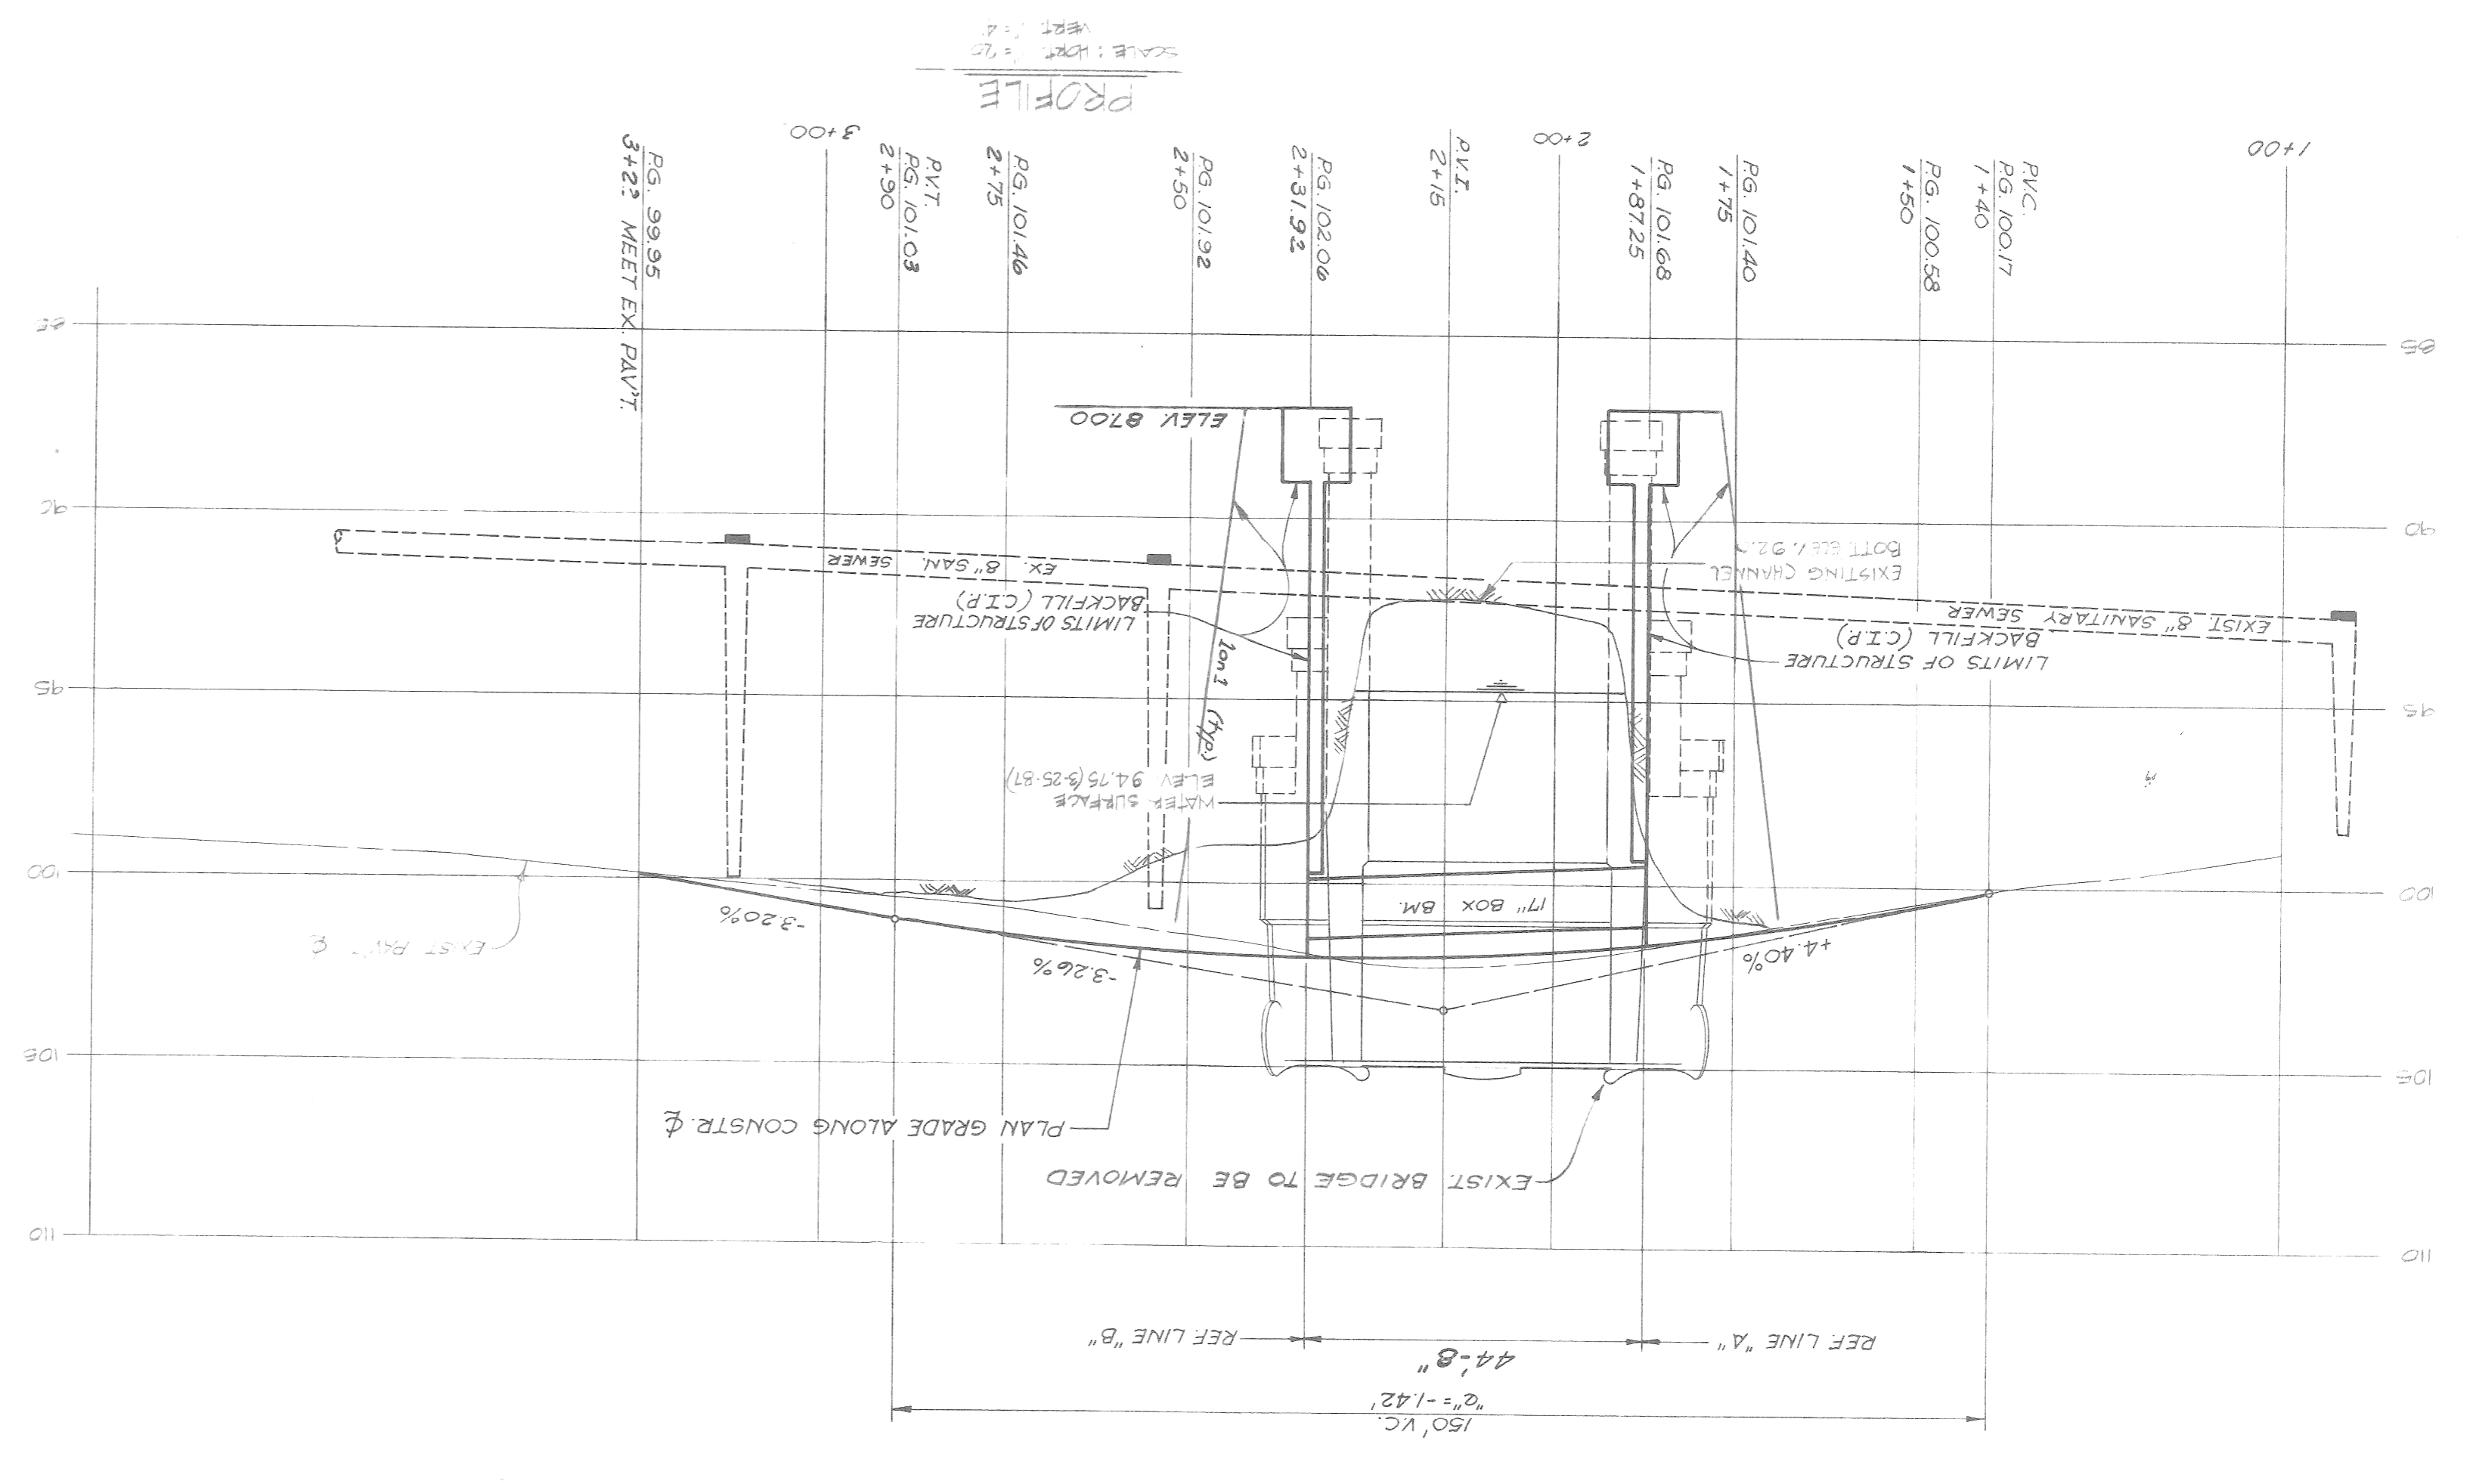 150' V.C.
"e" = -1.42'
44'-8"
REF. LINE "A"
REF. LINE "B"
110
110
EXIST. BRIDGE TO BE REMOVED
PLAN GRADE ALONG CONSTR. ℄
105
105
+4.40%
-3.26%
-3.20%
EXIST. PAV'T ℄
17" BOX BM.
100
100
WATER SURFACE
ELEV 94.75 (3-25-87)
1 on 1 (typ.)
95
95
LIMITS OF STRUCTURE
BACKFILL (C.I.P.)
LIMITS OF STRUCTURE
BACKFILL (C.I.P.)
EXIST. 8" SANITARY SEWER
EX. 8" SAN. SEWER
EXISTING CHANNEL
BOTT. ELEV. 92.
90
ELEV. 87.00
85
85
1+00
P.V.C.
P.G. 100.17
1+40
P.G. 100.58
1+50
P.G. 101.40
1+75
P.G. 101.68
1+87.25
2+00
P.V.I.
2+15
P.G. 102.06
2+31.92
P.G. 101.92
2+50
P.G. 101.46
2+75
P.V.T.
P.G. 101.03
2+90
3+00
P.G. 99.95
3+2? MEET EX. PAV'T.
PROFILE
SCALE: HORT. 1"=20'
VERT. 1"=4'